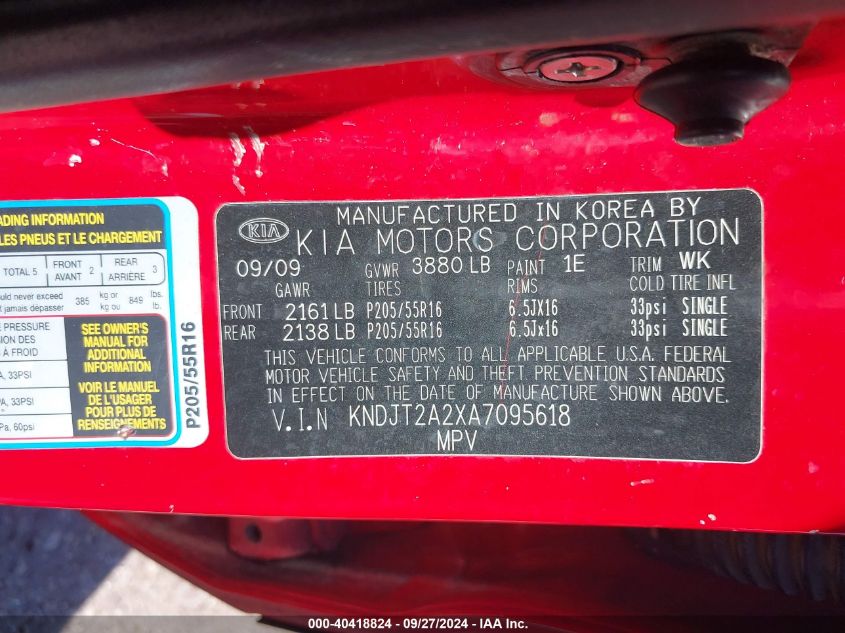 ADING INFORMATION
LES PNEUS ET LE CHARGEMENT
TOTAL 5 FRONT AVANT 2 REAR ARRIÈRE 3
ould never exceed 385 kg or 849 lbs.
t jamais dépasser kg ou lb.
PRESSURE
SION DES
À FROID
A, 33PSI
A, 33PSI
Pa, 60psi
SEE OWNER'S
MANUAL FOR
ADDITIONAL
INFORMATION
VOIR LE MANUEL
DE L'USAGER
POUR PLUS DE
RENSEIGNEMENTS
P205/55R16
KIA
MANUFACTURED IN KOREA BY
KIA MOTORS CORPORATION
09/09 GVWR 3880 LB PAINT 1E TRIM WK
GAWR TIRES RIMS COLD TIRE INFL
FRONT 2161 LB P205/55R16 6.5Jx16 33psi SINGLE
REAR 2138 LB P205/55R16 6.5Jx16 33psi SINGLE
THIS VEHICLE CONFORMS TO ALL APPLICABLE U.S.A. FEDERAL
MOTOR VEHICLE SAFETY AND THEFT PREVENTION STANDARDS
IN EFFECT ON THE DATE OF MANUFACTURE SHOWN ABOVE.
V.I.N KNDJT2A2XA7095618
MPV
000-40418824 - 09/27/2024 - IAA Inc.